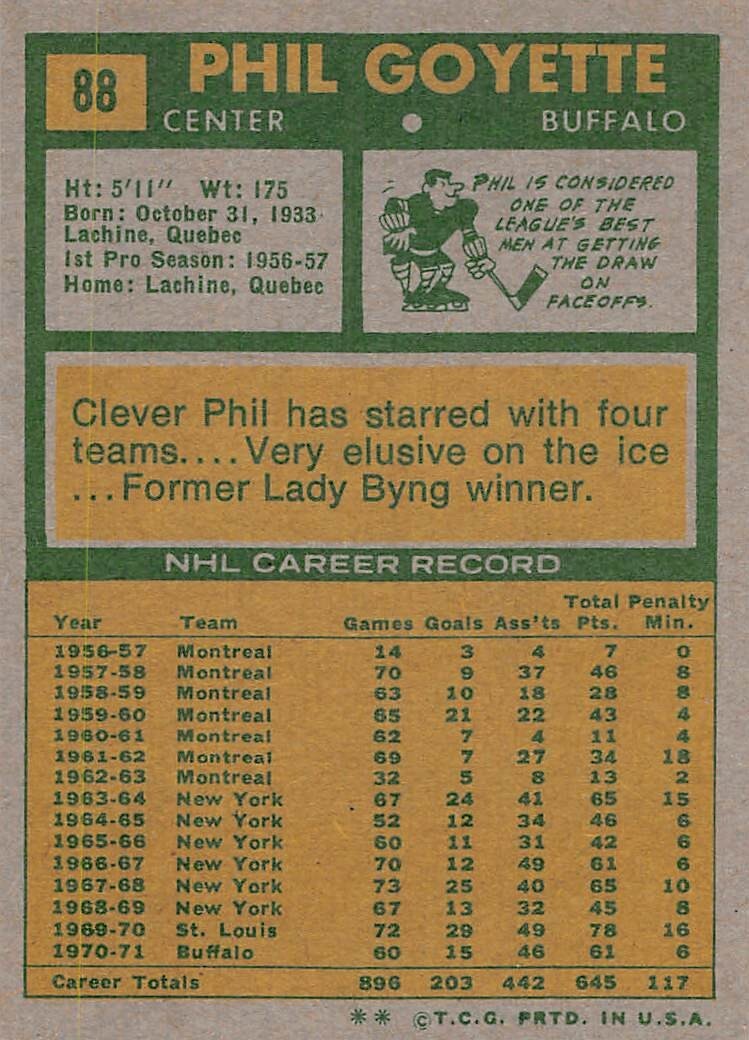 88
PHIL GOYETTE
CENTER
BUFFALO
Ht: 5'11" Wt: 175
Born: October 31, 1933
Lachine, Quebec
1st Pro Season: 1956-57
Home: Lachine, Quebec
PHIL IS CONSIDERED
ONE OF THE
LEAGUE'S BEST
MEN AT GETTING
THE DRAW
ON
FACEOFFS.
Clever Phil has starred with four
teams.... Very elusive on the ice
... Former Lady Byng winner.
NHL CAREER RECORD
Year Team Games Goals Ass'ts Total Pts. Penalty Min.
1956-57 Montreal 14 3 4 7 0
1957-58 Montreal 70 9 37 46 8
1958-59 Montreal 63 10 18 28 8
1959-60 Montreal 65 21 22 43 4
1960-61 Montreal 62 7 4 11 4
1961-62 Montreal 69 7 27 34 18
1962-63 Montreal 32 5 8 13 2
1963-64 New York 67 24 41 65 15
1964-65 New York 52 12 34 46 6
1965-66 New York 60 11 31 42 6
1966-67 New York 70 12 49 61 6
1967-68 New York 73 25 40 65 10
1968-69 New York 67 13 32 45 8
1969-70 St. Louis 72 29 49 78 16
1970-71 Buffalo 60 15 46 61 6
Career Totals 896 203 442 645 117
** ©T.C.G. PRTD. IN U.S.A.